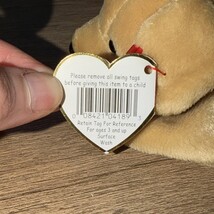 Please remove all swing tags
before giving this item to a child
0 08421 04189 1
Retain Tag For Reference
For ages 3 and up
Surface
Wash